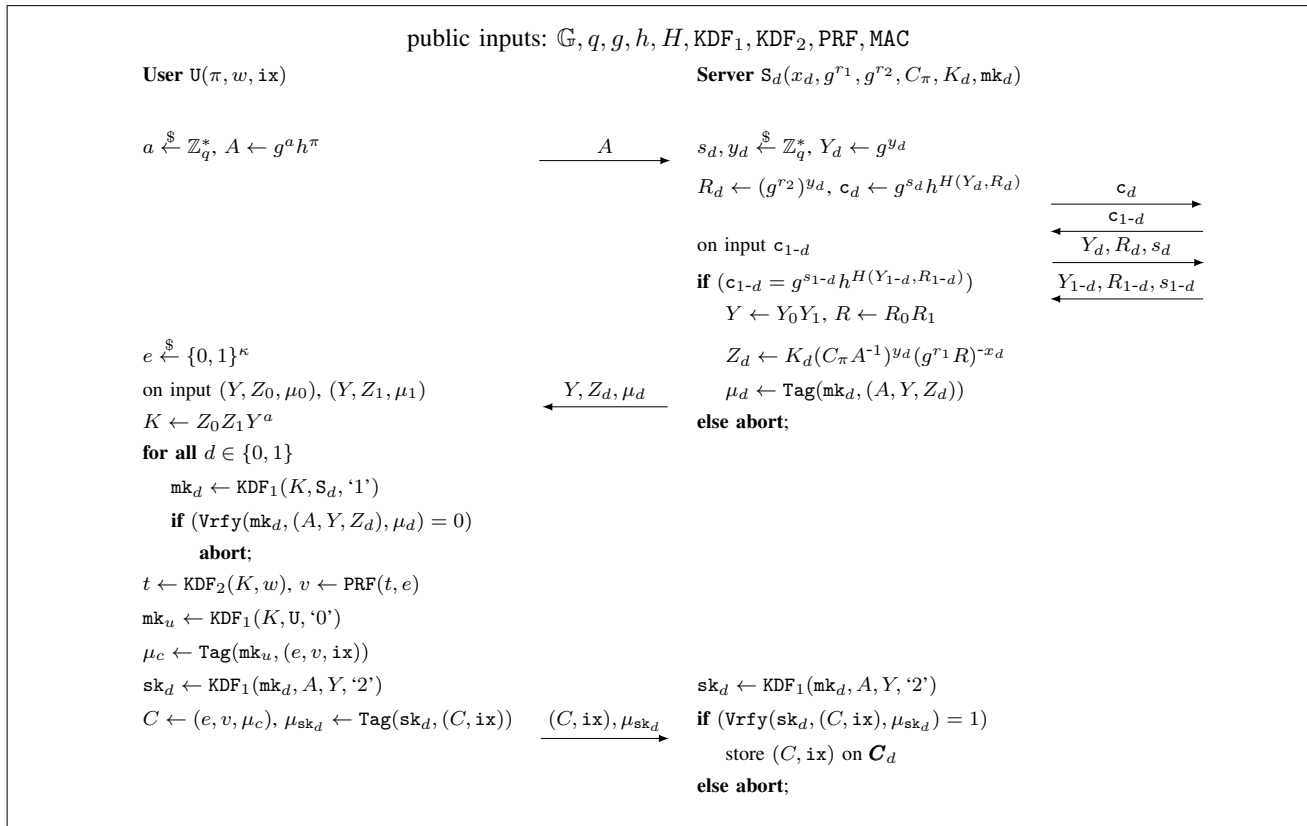 public inputs: 𝔾, q, g, h, H, KDF₁, KDF₂, PRF, MAC
User U(π, w, ix)
Server S_d(x_d, g^{r₁}, g^{r₂}, C_π, K_d, mk_d)
a ←$ ℤ*_q, A ← g^a h^π
A
s_d, y_d ←$ ℤ*_q, Y_d ← g^{y_d}
R_d ← (g^{r₂})^{y_d}, c_d ← g^{s_d} h^{H(Y_d, R_d)}
c_d
c_{1-d}
on input c_{1-d}
Y_d, R_d, s_d
if (c_{1-d} = g^{s_{1-d}} h^{H(Y_{1-d}, R_{1-d})})
Y_{1-d}, R_{1-d}, s_{1-d}
Y ← Y₀Y₁, R ← R₀R₁
e ←$ {0, 1}^κ
Z_d ← K_d(C_π A^{-1})^{y_d}(g^{r₁} R)^{-x_d}
on input (Y, Z₀, μ₀), (Y, Z₁, μ₁)
Y, Z_d, μ_d
μ_d ← Tag(mk_d, (A, Y, Z_d))
K ← Z₀Z₁Y^a
else abort;
for all d ∈ {0, 1}
mk_d ← KDF₁(K, S_d, ‘1’)
if (Vrfy(mk_d, (A, Y, Z_d), μ_d) = 0)
abort;
t ← KDF₂(K, w), v ← PRF(t, e)
mk_u ← KDF₁(K, U, ‘0’)
μ_c ← Tag(mk_u, (e, v, ix))
sk_d ← KDF₁(mk_d, A, Y, ‘2’)
sk_d ← KDF₁(mk_d, A, Y, ‘2’)
C ← (e, v, μ_c), μ_{sk_d} ← Tag(sk_d, (C, ix))
(C, ix), μ_{sk_d}
if (Vrfy(sk_d, (C, ix), μ_{sk_d}) = 1)
store (C, ix) on C_d
else abort;